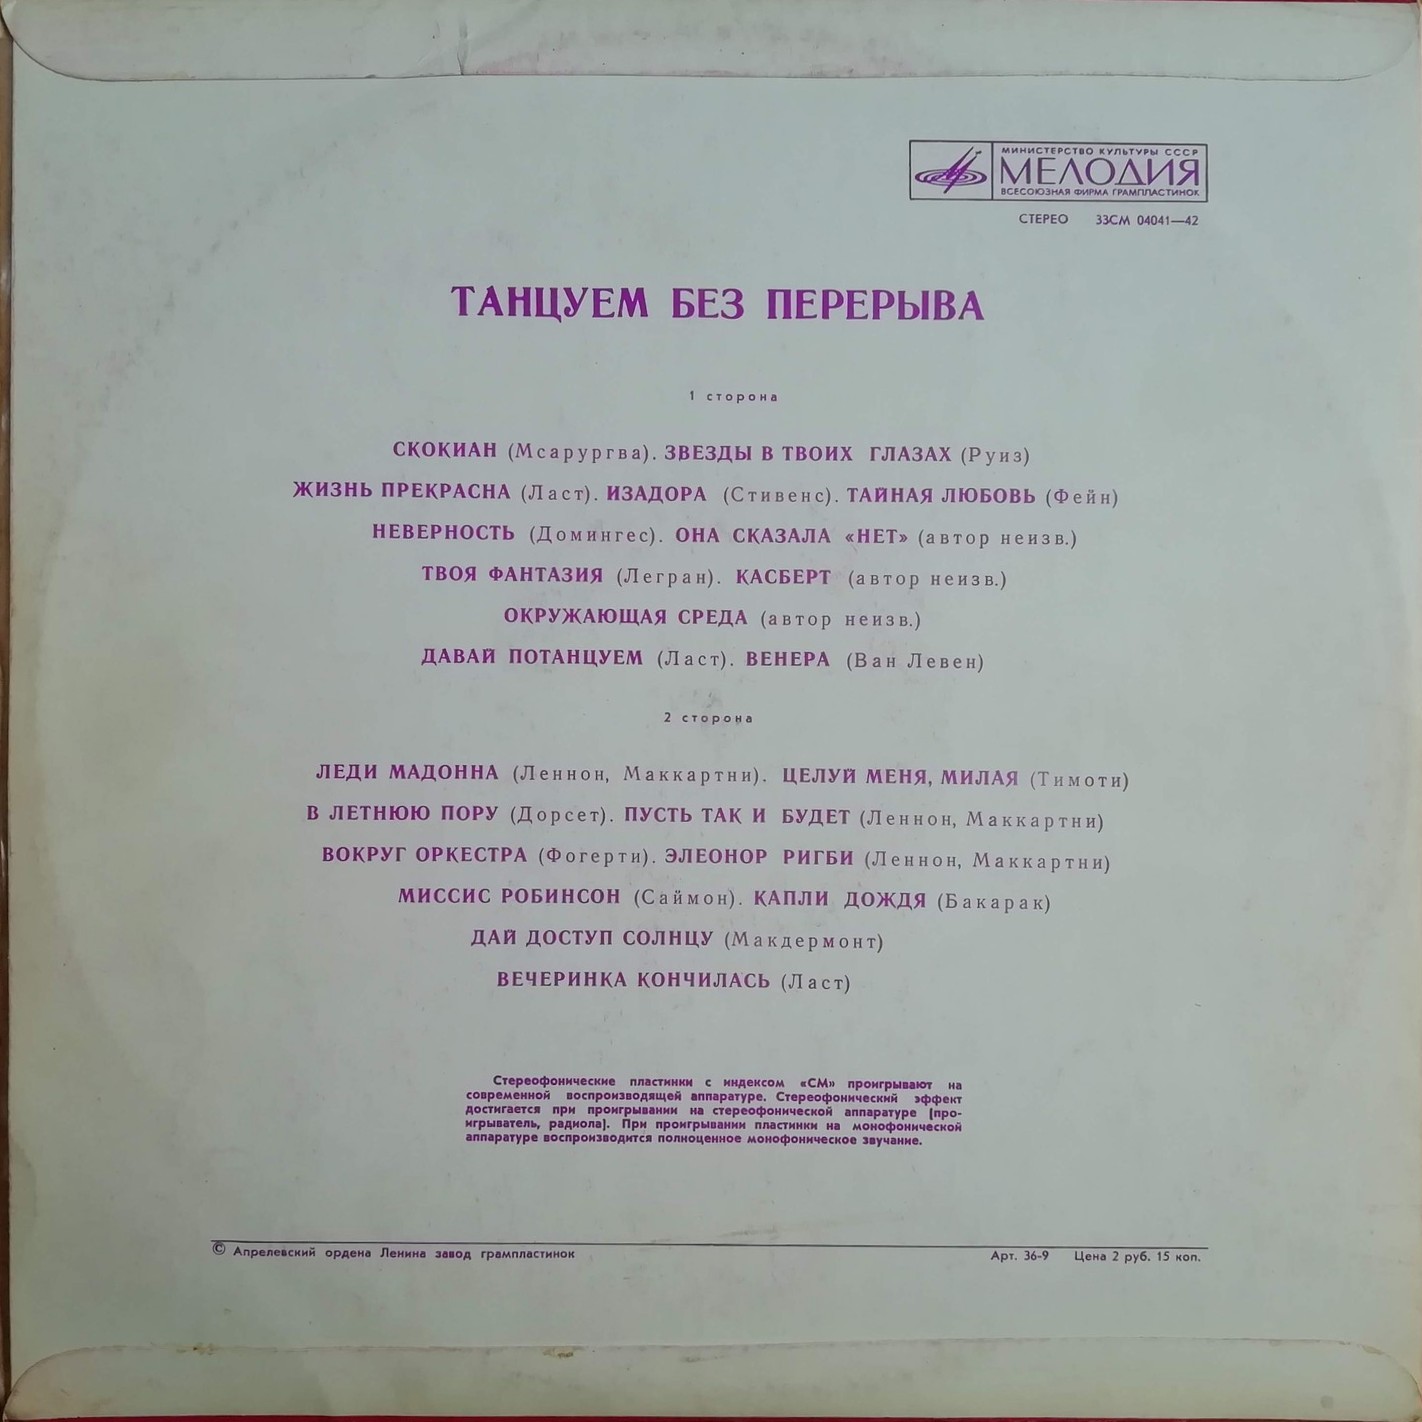 МИНИСТЕРСТВО КУЛЬТУРЫ СССР
МЕЛОДИЯ
ВСЕСОЮЗНАЯ ФИРМА ГРАМПЛАСТИНОК
СТЕРЕО 33СМ 04041—42
ТАНЦУЕМ БЕЗ ПЕРЕРЫВА
1 сторона
СКОКИАН (Мсарургва). ЗВЕЗДЫ В ТВОИХ ГЛАЗАХ (Руиз)
ЖИЗНЬ ПРЕКРАСНА (Ласт). ИЗАДОРА (Стивенс). ТАЙНАЯ ЛЮБОВЬ (Фейн)
НЕВЕРНОСТЬ (Домингес). ОНА СКАЗАЛА «НЕТ» (автор неизв.)
ТВОЯ ФАНТАЗИЯ (Легран). КАСБЕРТ (автор неизв.)
ОКРУЖАЮЩАЯ СРЕДА (автор неизв.)
ДАВАЙ ПОТАНЦУЕМ (Ласт). ВЕНЕРА (Ван Левен)
2 сторона
ЛЕДИ МАДОННА (Леннон, Маккартни). ЦЕЛУЙ МЕНЯ, МИЛАЯ (Тимоти)
В ЛЕТНЮЮ ПОРУ (Дорсет). ПУСТЬ ТАК И БУДЕТ (Леннон, Маккартни)
ВОКРУГ ОРКЕСТРА (Фогерти). ЭЛЕОНОР РИГБИ (Леннон, Маккартни)
МИССИС РОБИНСОН (Саймон). КАПЛИ ДОЖДЯ (Бакарак)
ДАЙ ДОСТУП СОЛНЦУ (Макдермонт)
ВЕЧЕРИНКА КОНЧИЛАСЬ (Ласт)
Стереофонические пластинки с индексом «СМ» проигрывают на
современной воспроизводящей аппаратуре. Стереофонический эффект
достигается при проигрывании на стереофонической аппаратуре (про-
игрыватель, радиола). При проигрывании пластинки на монофонической
аппаратуре воспроизводится полноценное монофоническое звучание.
© Апрелевский ордена Ленина завод грампластинок
Арт. 36-9 Цена 2 руб. 15 коп.